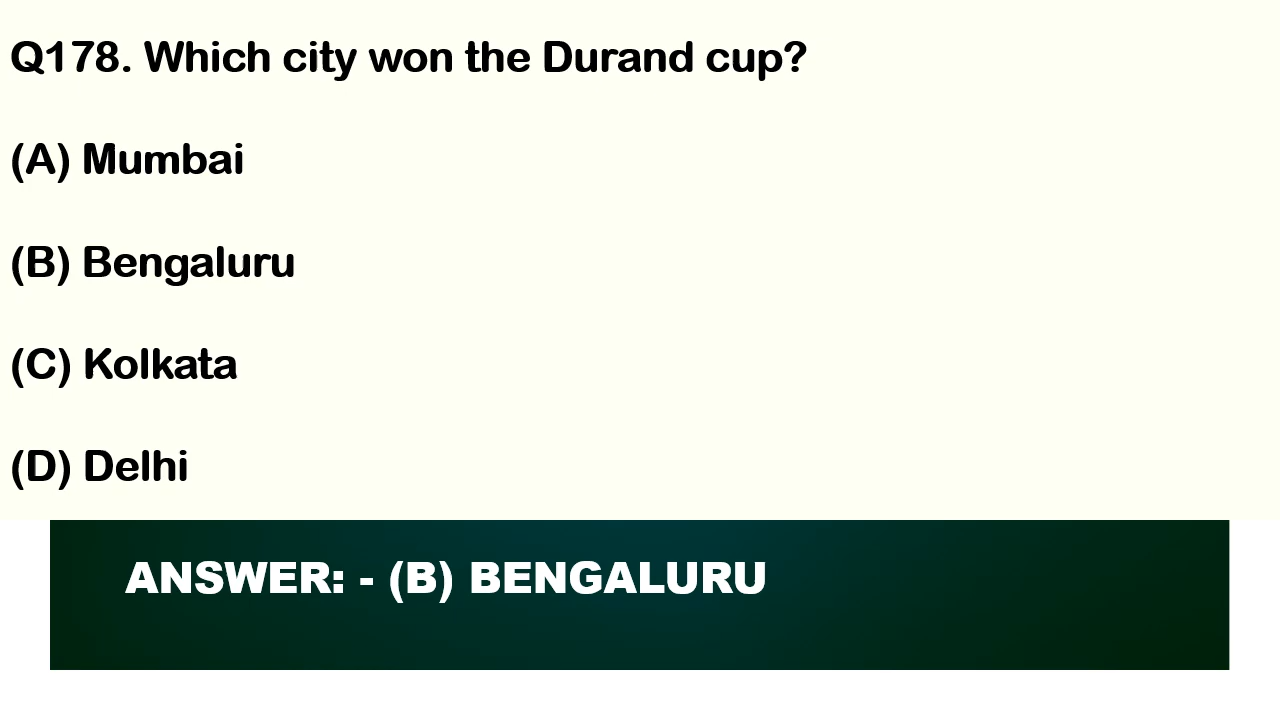 Q178. Which city won the Durand cup?
(A) Mumbai
(B) Bengaluru
(C) Kolkata
(D) Delhi
ANSWER: - (B) BENGALURU